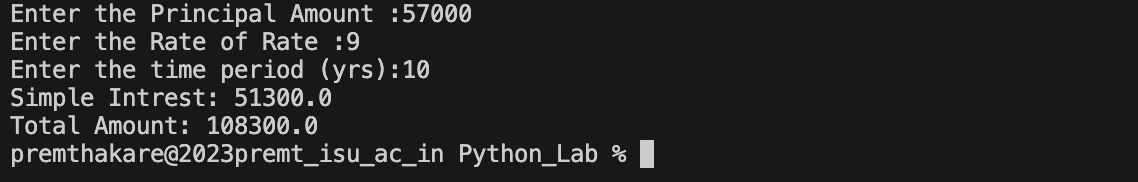 Enter the Principal Amount :57000
Enter the Rate of Rate :9
Enter the time period (yrs):10
Simple Intrest: 51300.0
Total Amount: 108300.0
premthakare@2023premt_isu_ac_in Python_Lab %